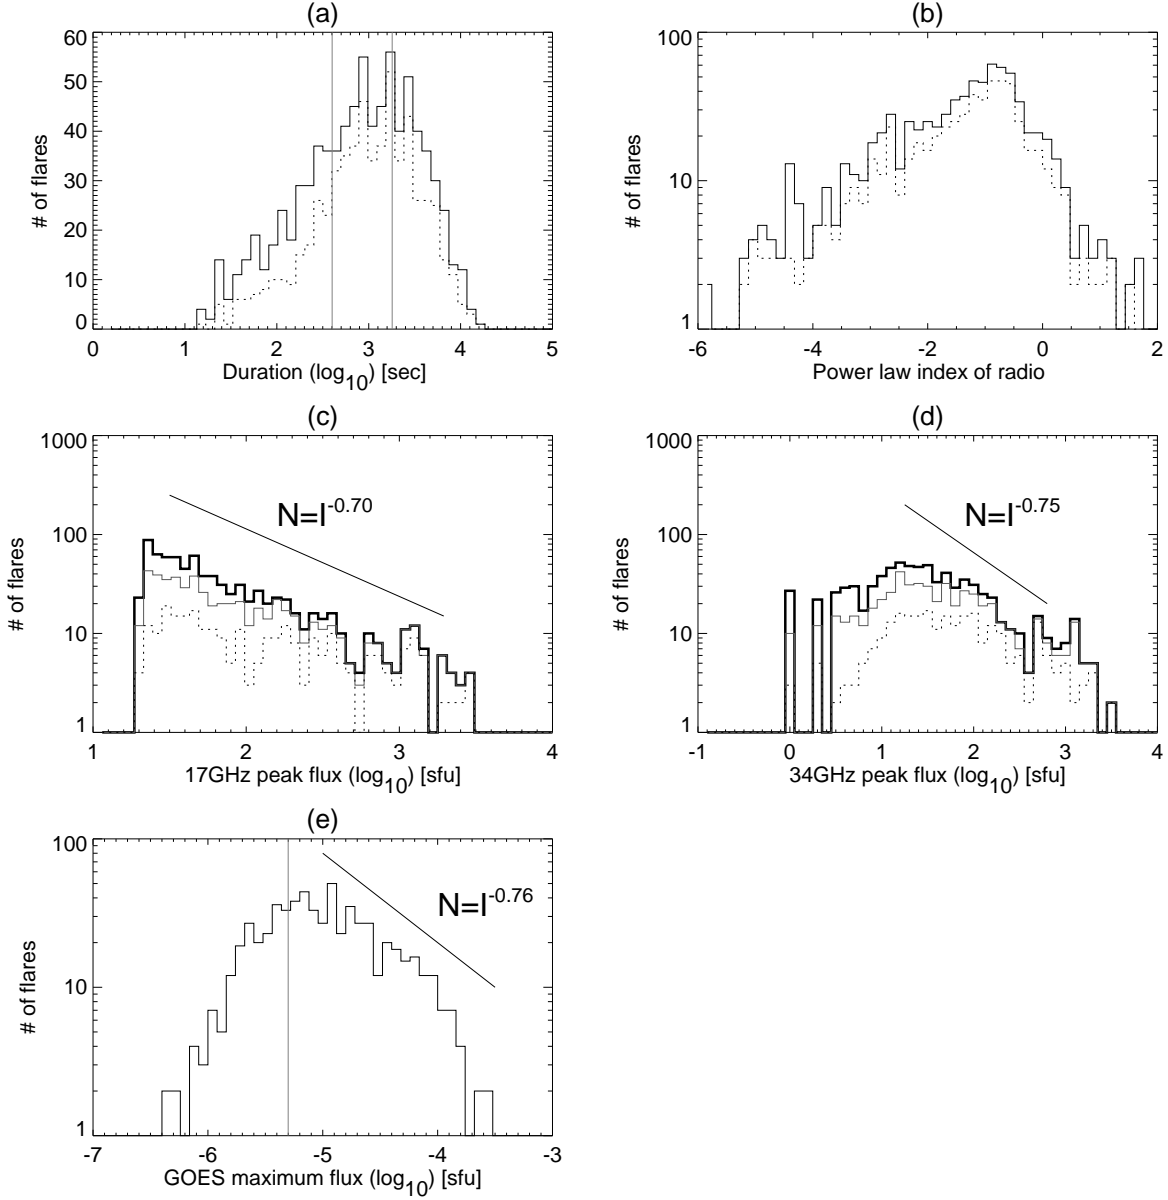 (a)
60
50
40
30
20
10
0
# of flares
0 1 2 3 4 5
Duration (log10) [sec]
(b)
100
10
1
# of flares
-6 -4 -2 0 2
Power law index of radio
(c)
1000
100
10
1
# of flares
N=I-0.70
1 2 3 4
17GHz peak flux (log10) [sfu]
(d)
1000
100
10
1
# of flares
N=I-0.75
-1 0 1 2 3 4
34GHz peak flux (log10) [sfu]
(e)
100
10
1
# of flares
N=I-0.76
-7 -6 -5 -4 -3
GOES maximum flux (log10) [sfu]